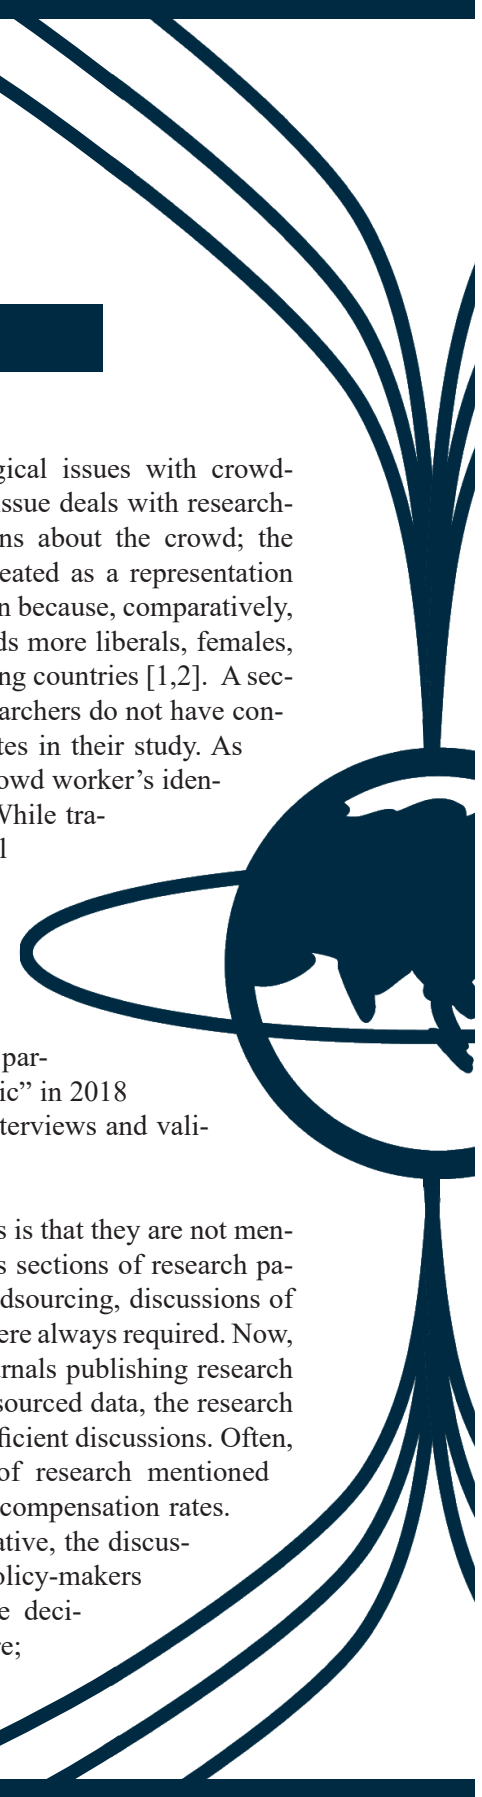 gical issues with crowd-
issue deals with research-
ns about the crowd; the
eated as a representation
n because, comparatively,
ds more liberals, females,
ng countries [1,2]. A sec-
archers do not have con-
tes in their study. As
owd worker’s iden-
While tra-
l
par-
ic” in 2018
terviews and vali-
s is that they are not men-
s sections of research pa-
dsourcing, discussions of
ere always required. Now,
urnals publishing research
sourced data, the research
ficient discussions. Often,
of research mentioned
compensation rates.
ative, the discus-
olicy-makers
e deci-
re;